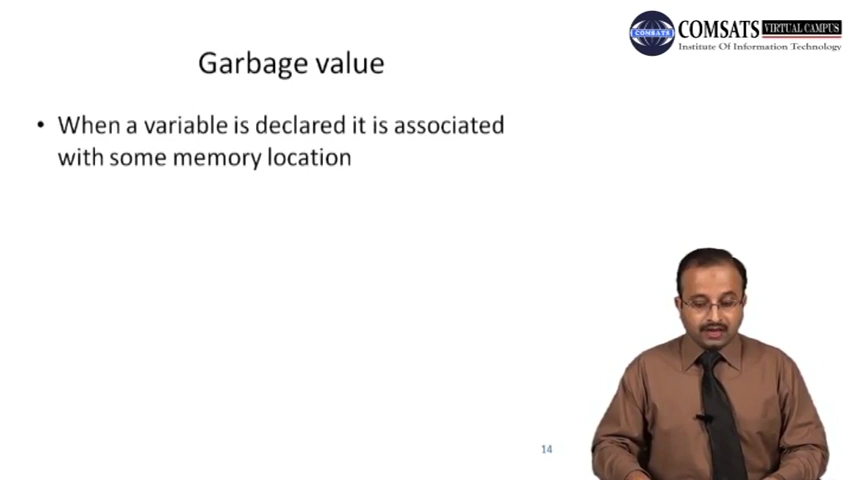 COMSATS VIRTUAL CAMPUS
COMSATS
Institute Of Information Technology
Garbage value
• When a variable is declared it is associated
with some memory location
14